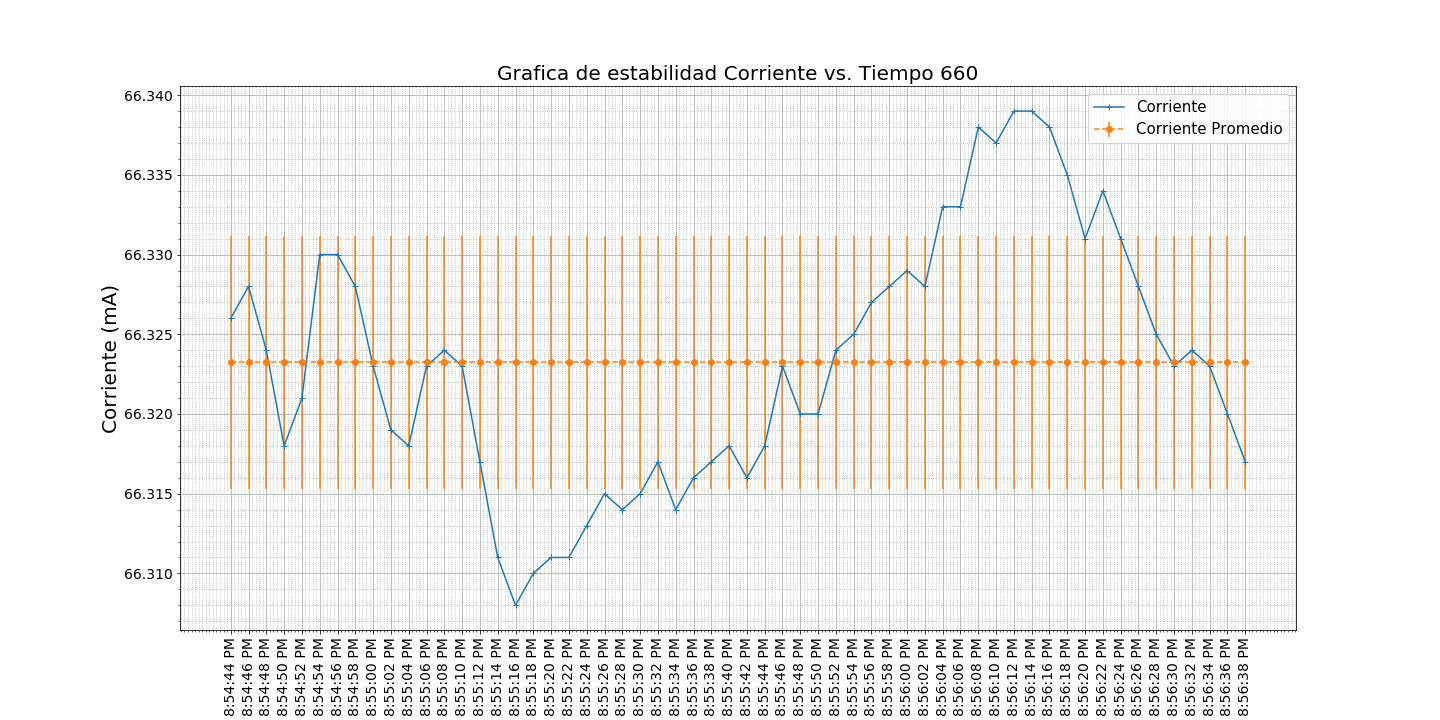 Grafica de estabilidad Corriente vs. Tiempo 660
Corriente
Corriente Promedio
Corriente (mA)
66.340
66.335
66.330
66.325
66.320
66.315
66.310
8:54:44 PM
8:54:46 PM
8:54:48 PM
8:54:50 PM
8:54:52 PM
8:54:54 PM
8:54:56 PM
8:54:58 PM
8:55:00 PM
8:55:02 PM
8:55:04 PM
8:55:06 PM
8:55:08 PM
8:55:10 PM
8:55:12 PM
8:55:14 PM
8:55:16 PM
8:55:18 PM
8:55:20 PM
8:55:22 PM
8:55:24 PM
8:55:26 PM
8:55:28 PM
8:55:30 PM
8:55:32 PM
8:55:34 PM
8:55:36 PM
8:55:38 PM
8:55:40 PM
8:55:42 PM
8:55:44 PM
8:55:46 PM
8:55:48 PM
8:55:50 PM
8:55:52 PM
8:55:54 PM
8:55:56 PM
8:55:58 PM
8:56:00 PM
8:56:02 PM
8:56:04 PM
8:56:06 PM
8:56:08 PM
8:56:10 PM
8:56:12 PM
8:56:14 PM
8:56:16 PM
8:56:18 PM
8:56:20 PM
8:56:22 PM
8:56:24 PM
8:56:26 PM
8:56:28 PM
8:56:30 PM
8:56:32 PM
8:56:34 PM
8:56:36 PM
8:56:38 PM